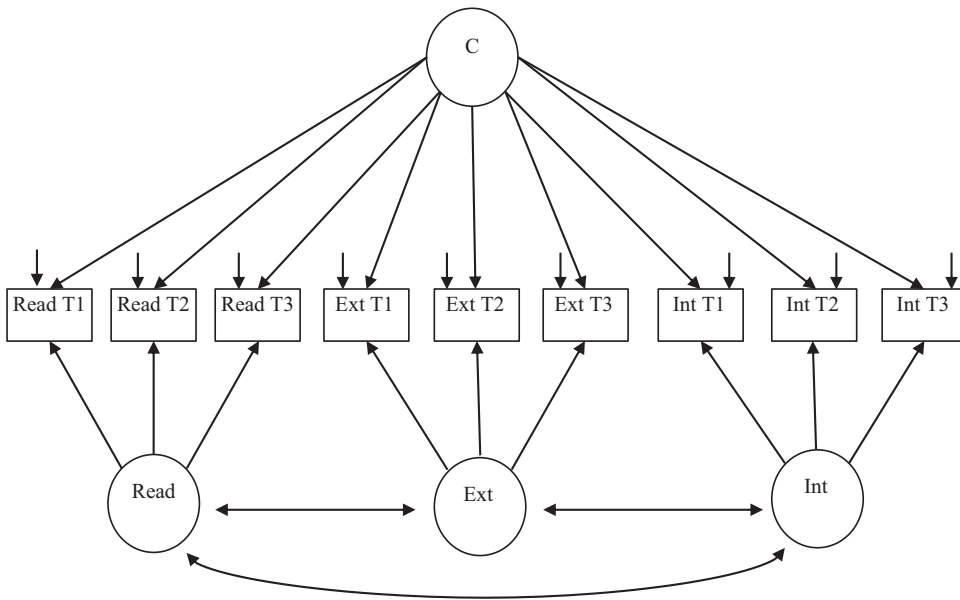 C
Read T1
Read T2
Read T3
Ext T1
Ext T2
Ext T3
Int T1
Int T2
Int T3
Read
Ext
Int